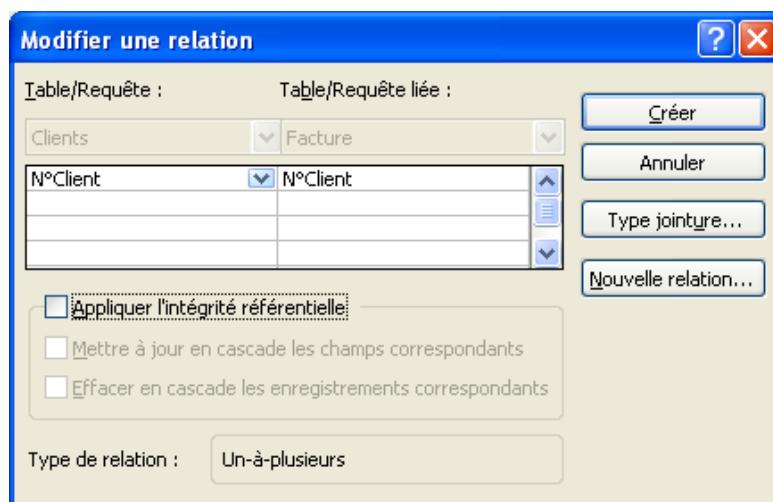 Modifier une relation
Table/Requête : Table/Requête liée :
Clients Facture
N°Client N°Client
Créer
Annuler
Type jointure...
Nouvelle relation...
Appliquer l'intégrité référentielle
Mettre à jour en cascade les champs correspondants
Effacer en cascade les enregistrements correspondants
Type de relation : Un-à-plusieurs